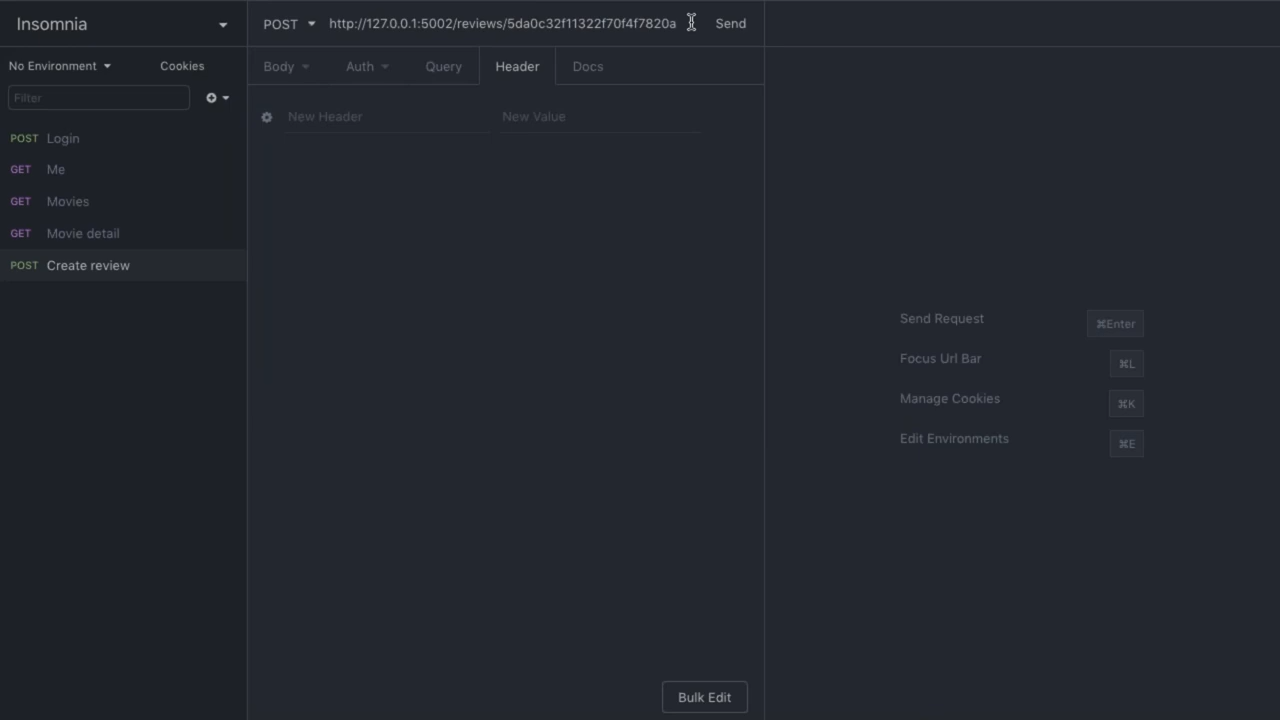 Insomnia
POST http://127.0.0.1:5002/reviews/5da0c32f11322f70f4f7820a Send
No Environment Cookies
Body Auth Query Header Docs
Filter
New Header New Value
POST Login
GET Me
GET Movies
GET Movie detail
POST Create review
Send Request ⌘Enter
Focus Url Bar ⌘L
Manage Cookies ⌘K
Edit Environments ⌘E
Bulk Edit